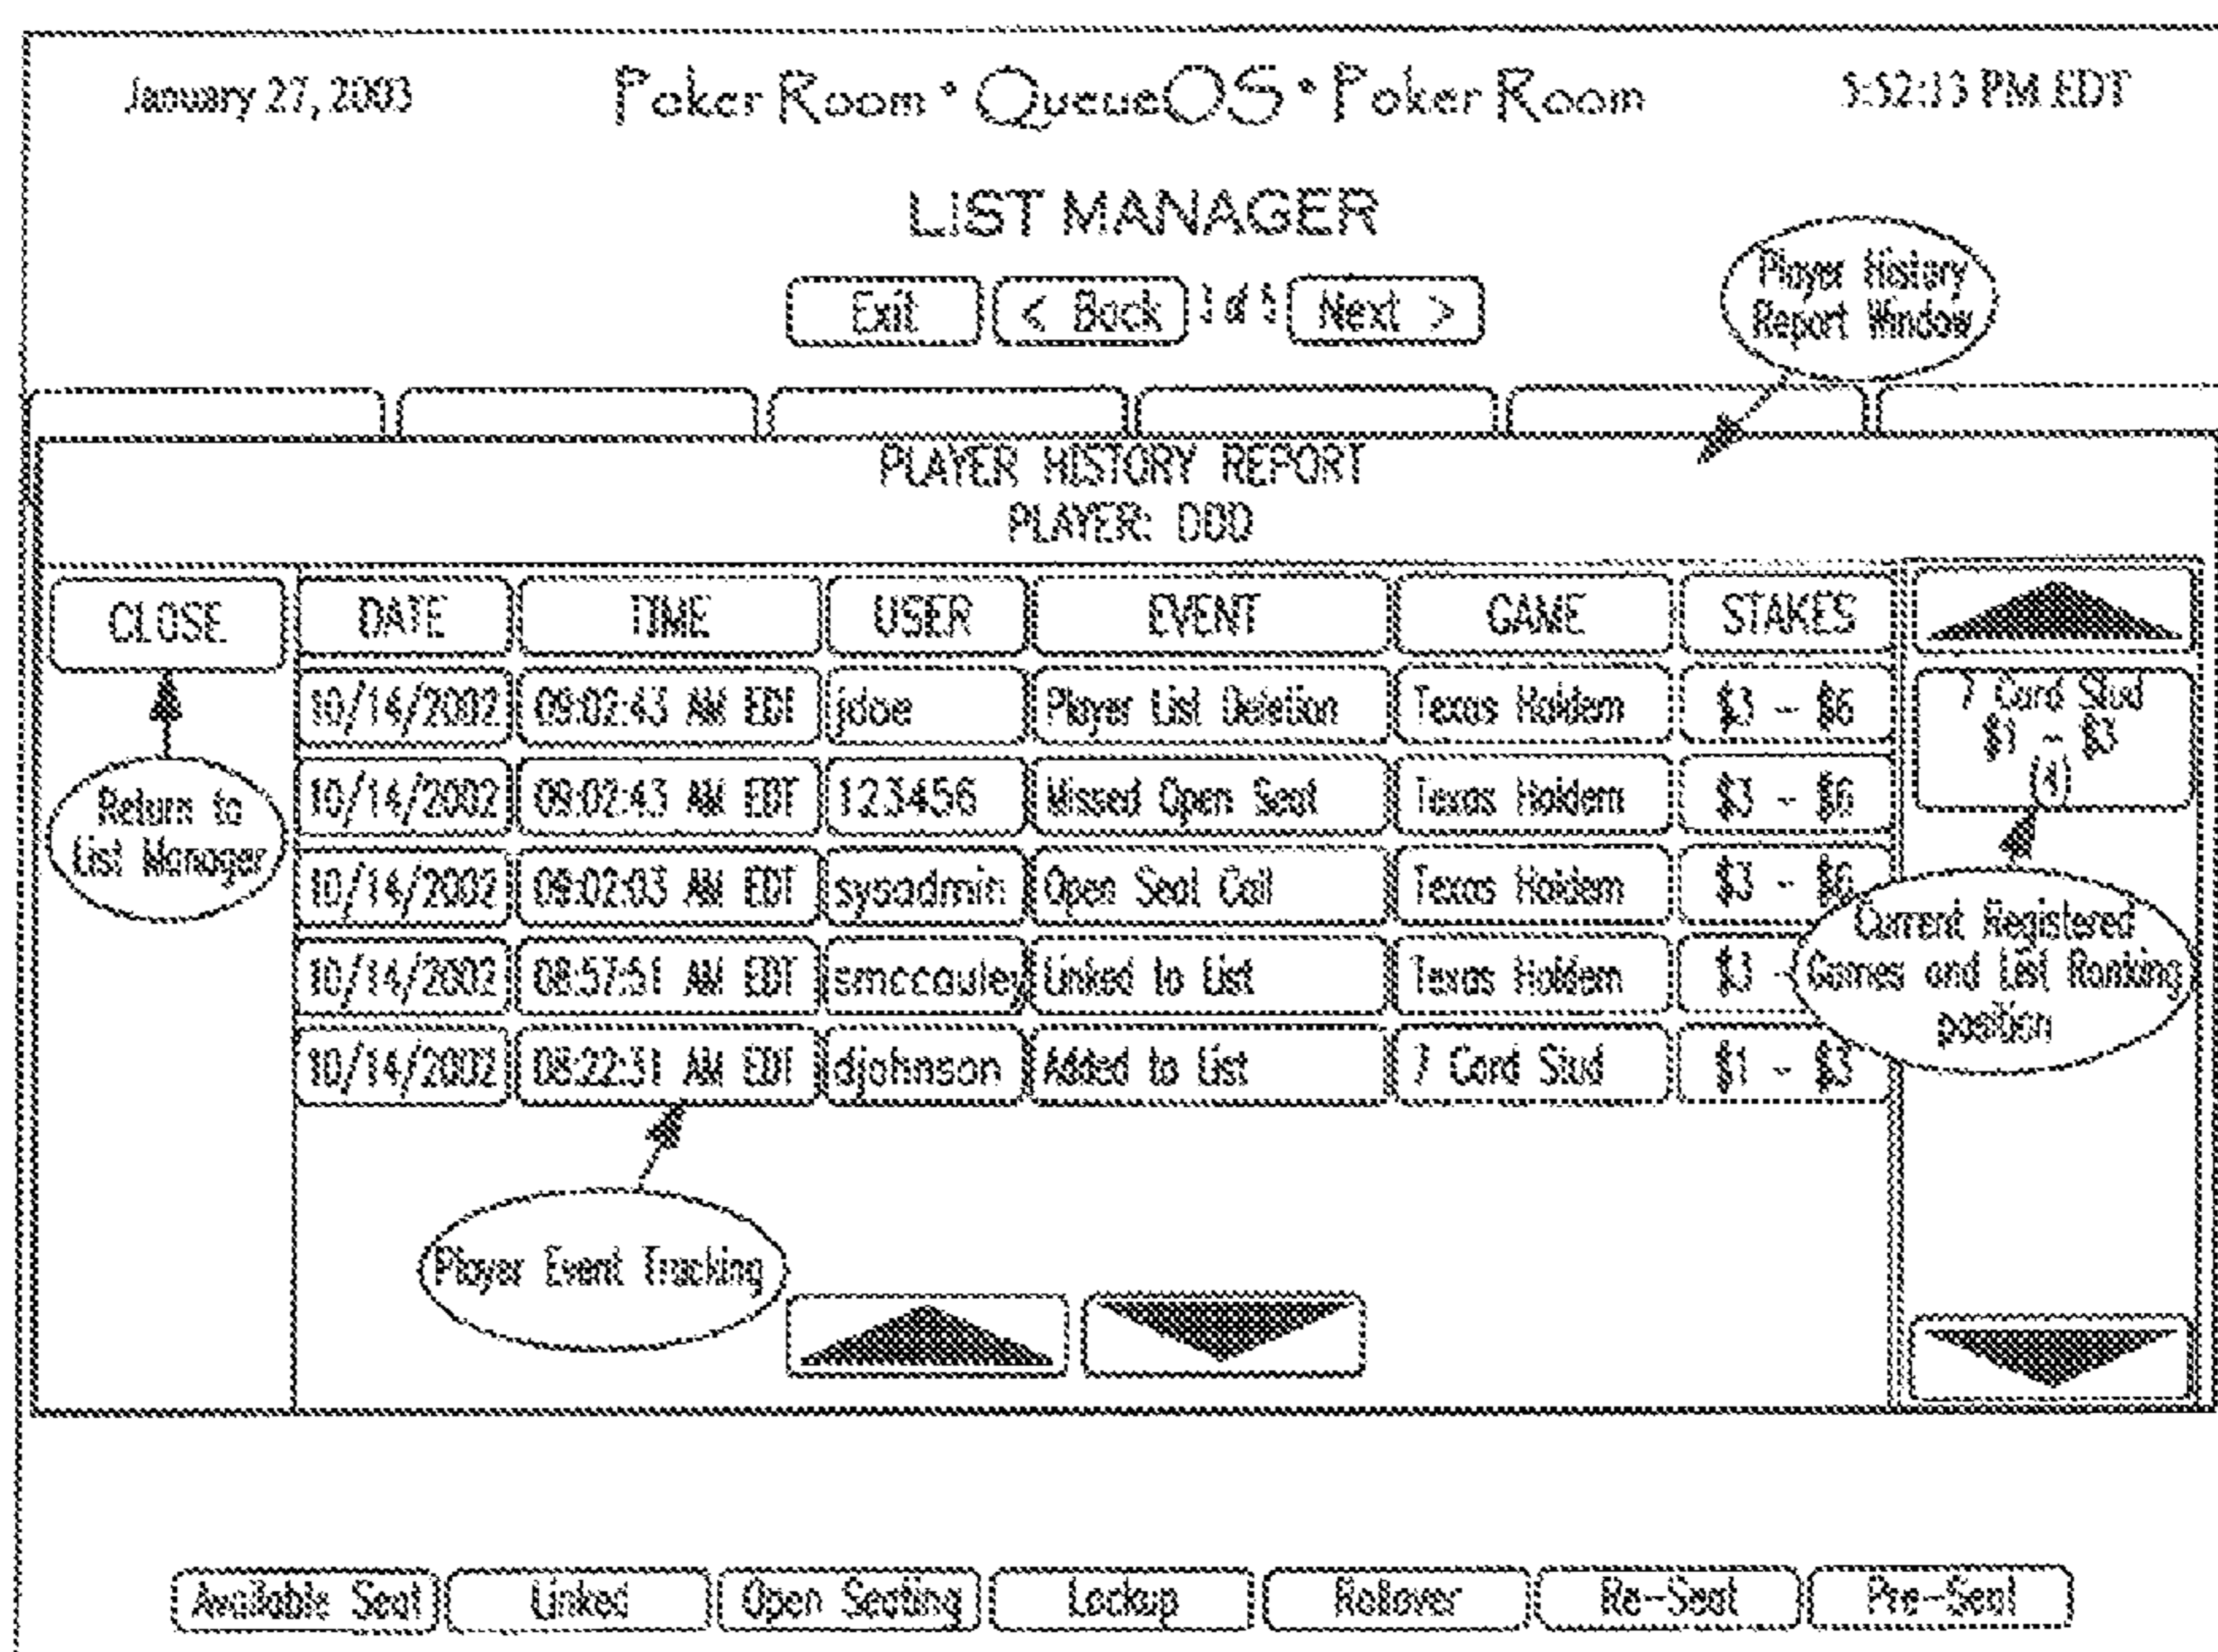 January 27, 2003
Poker Room • QueueOS • Poker Room
5:52:13 PM EDT
LIST MANAGER
Exit
< Back
of
Next >
Player History
Report Window
PLAYER HISTORY REPORT
PLAYER: DDD
CLOSE
DATE TIME USER EVENT GAME STAKES
10/14/2002 09:02:43 AM EDT jdoe Player List Deletion Texas Holdem $3 - $6
10/14/2002 09:02:43 AM EDT 123456 Missed Open Seat Texas Holdem $3 - $6
10/14/2002 09:02:03 AM EDT sysadmin Open Seat Call Texas Holdem $3 - $6
10/14/2002 08:57:51 AM EDT smccauley Linked to List Texas Holdem $3 -
10/14/2002 08:22:31 AM EDT djohnson Added to List 7 Card Stud $1 - $3
7 Card Stud
$1 - $3
(4)
Return to
List Manager
Current Registered
Games and List Ranking
position
Player Event Tracking
Available Seat Linked Open Seating Lockup Rollover Re-Seat Pre-Seat